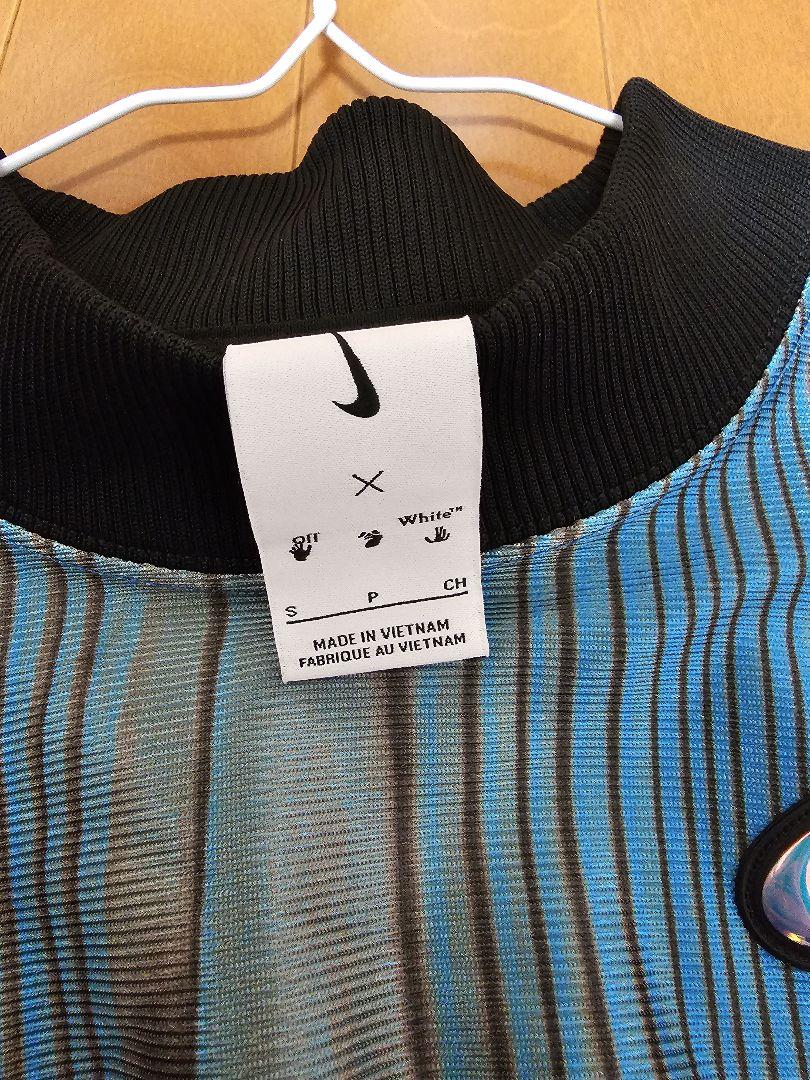 X
Off White™
S P CH
MADE IN VIETNAM
FABRIQUE AU VIETNAM